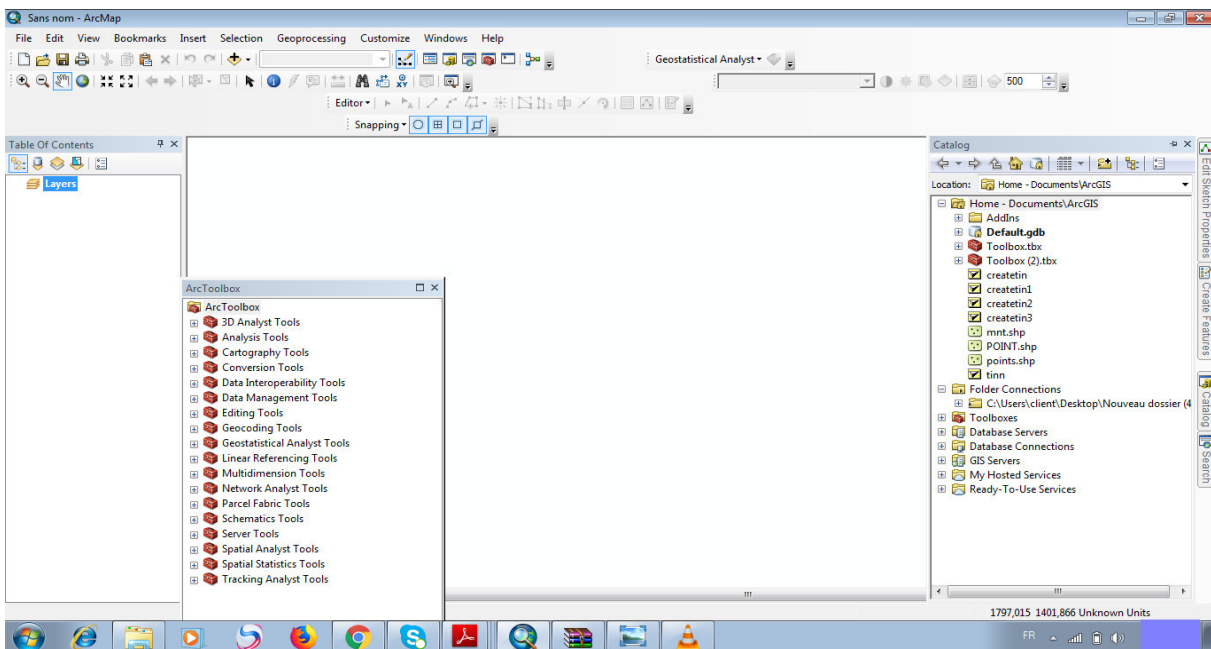 Sans nom - ArcMap
File Edit View Bookmarks Insert Selection Geoprocessing Customize Windows Help
Geostatistical Analyst
500
Editor
Snapping
Table Of Contents
Layers
ArcToolbox
ArcToolbox
3D Analyst Tools
Analysis Tools
Cartography Tools
Conversion Tools
Data Interoperability Tools
Data Management Tools
Editing Tools
Geocoding Tools
Geostatistical Analyst Tools
Linear Referencing Tools
Multidimension Tools
Network Analyst Tools
Parcel Fabric Tools
Schematics Tools
Server Tools
Spatial Analyst Tools
Spatial Statistics Tools
Tracking Analyst Tools
Catalog
Location: Home - Documents\ArcGIS
Home - Documents\ArcGIS
AddIns
Default.gdb
Toolbox.tbx
Toolbox (2).tbx
createtin
createtin1
createtin2
createtin3
mnt.shp
POINT.shp
points.shp
tinn
Folder Connections
C:\Users\client\Desktop\Nouveau dossier (4
Toolboxes
Database Servers
Database Connections
GIS Servers
My Hosted Services
Ready-To-Use Services
Edit Sketch Properties
Create Features
Catalog
Search
1797,015 1401,866 Unknown Units
FR